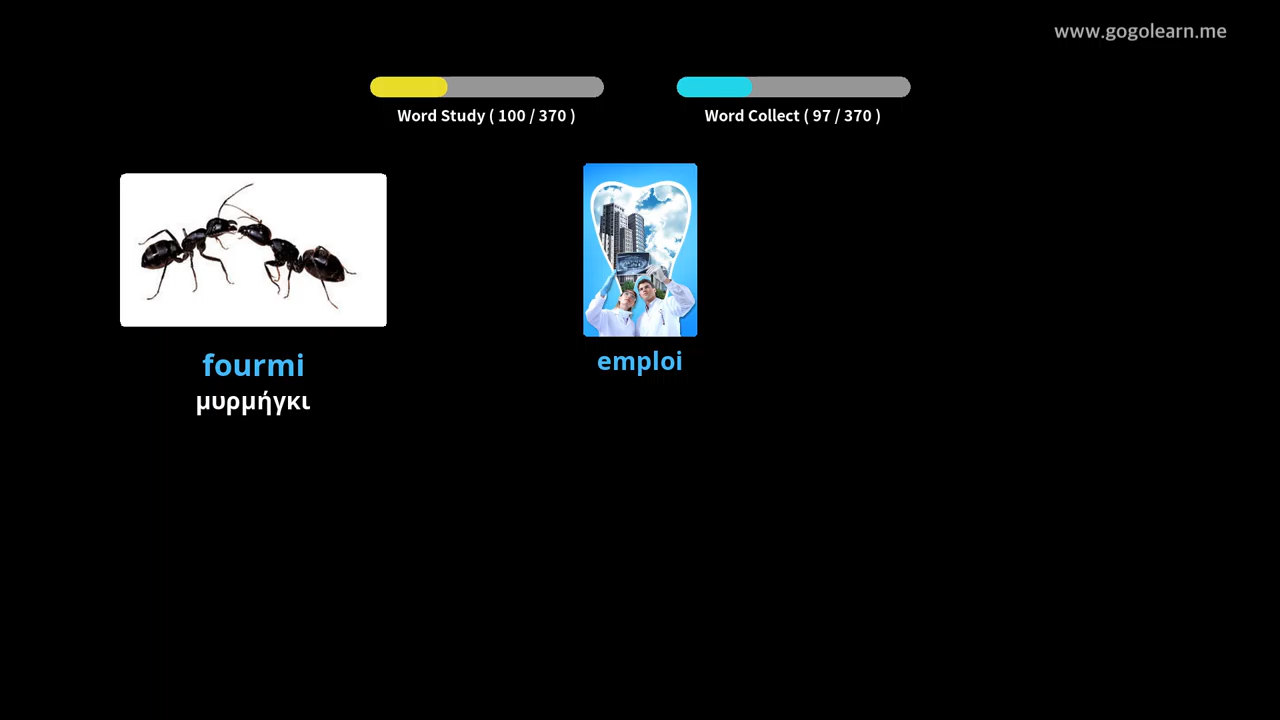 www.gogolearn.me
Word Study ( 100 / 370 )
Word Collect ( 97 / 370 )
fourmi
μυρμήγκι
emploi